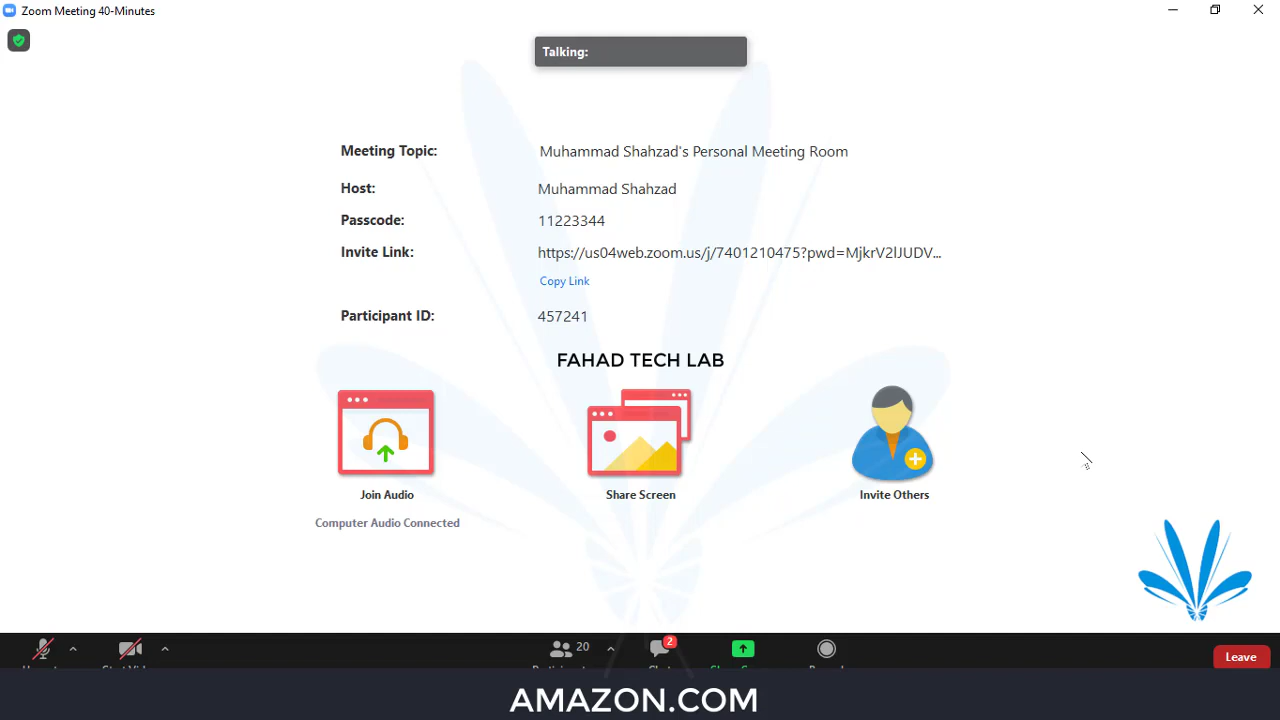 Zoom Meeting 40-Minutes
Talking:
Meeting Topic: Muhammad Shahzad's Personal Meeting Room
Host: Muhammad Shahzad
Passcode: 11223344
Invite Link: https://us04web.zoom.us/j/7401210475?pwd=MjkrV2lJUDV...
Copy Link
Participant ID: 457241
FAHAD TECH LAB
Join Audio Share Screen Invite Others
Computer Audio Connected
20 2
Leave
AMAZON.COM